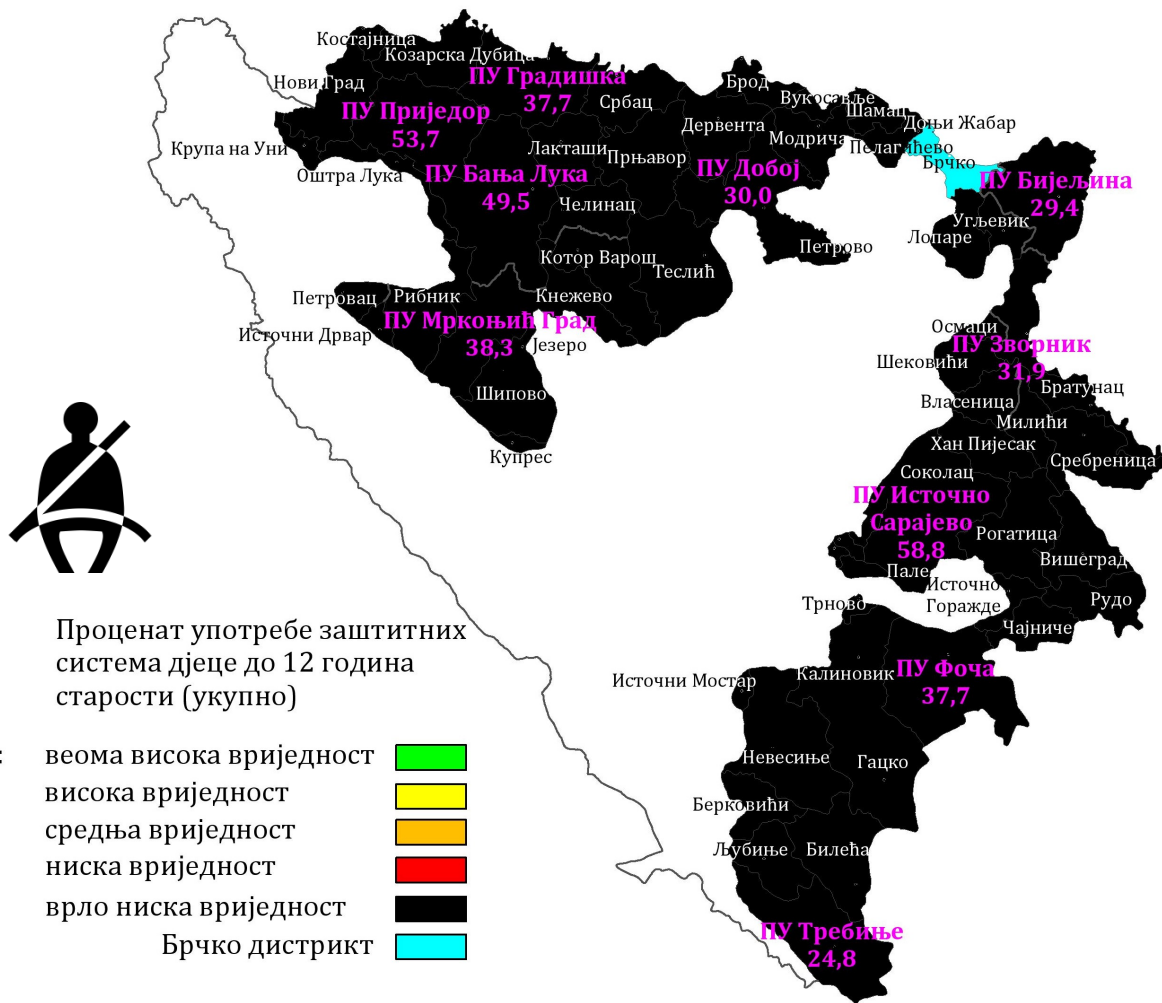 Костајница
Козарска Дубица
ПУ Градишка
37,7
Нови Град
ПУ Приједор
53,7
Србац
Брод
Вукосавље
Шамац
Доњи Жабар
Дервента
Модрича
Пелагићево
Брчко
Крупа на Уни
Оштра Лука
Лакташи
Прњавор
ПУ Бања Лука
49,5
ПУ Добој
30,0
ПУ Бијељина
29,4
Челинац
Угљевик
Лопаре
Петрово
Котор Варош
Теслић
Петровац
Рибник
Кнежево
Источни Дрвар
ПУ Мркоњић Град
38,3
Језеро
Шипово
Купрес
Осмаци
ПУ Зворник
31,9
Шековићи
Братунац
Власеница
Милићи
Хан Пијесак
Сребреница
Соколац
ПУ Источно
Сарајево
58,8
Рогатица
Вишеград
Пале
Источно
Горажде
Рудо
Трново
Чајниче
Источни Мостар
Калиновик
ПУ Фоча
37,7
Невесиње
Гацко
Берковићи
Љубиње
Билећа
ПУ Требиње
24,8
Проценат употребе заштитних
система дјеце до 12 година
старости (укупно)
: веома висока вриједност
висока вриједност
средња вриједност
ниска вриједност
врло ниска вриједност
Брчко дистрикт